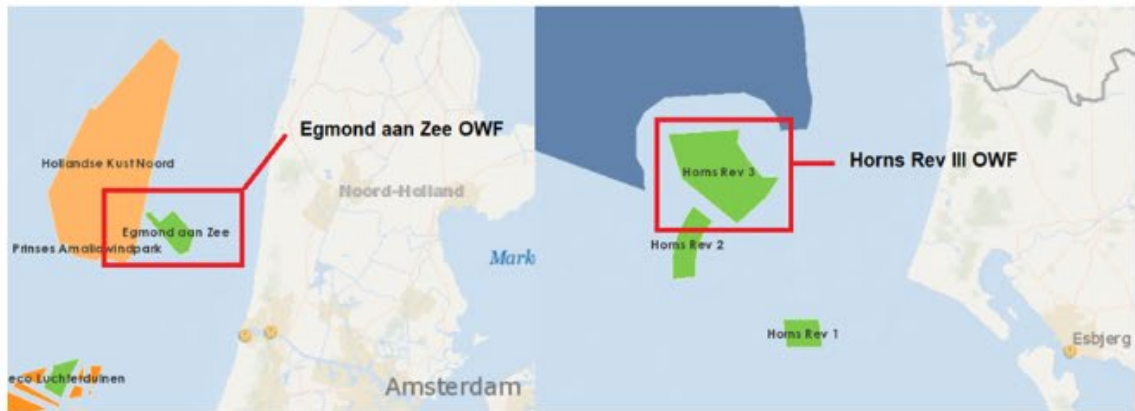 Egmond aan Zee OWF
Hollandse Kust Noord
Noord-Holland
Egmond aan Zee
Prinses Amaliawindpark
Mark
eco Luchterduinen
Amsterdam
Horns Rev III OWF
Horns Rev 3
Horns Rev 2
Horns Rev 1
Esbjerg